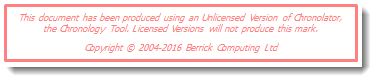 This document has been produced using an Unlicensed Version of Chronolator,
the Chronology Tool. Licensed Versions will not produce this mark.
Copyright © 2004-2016 Berrick Computing Ltd